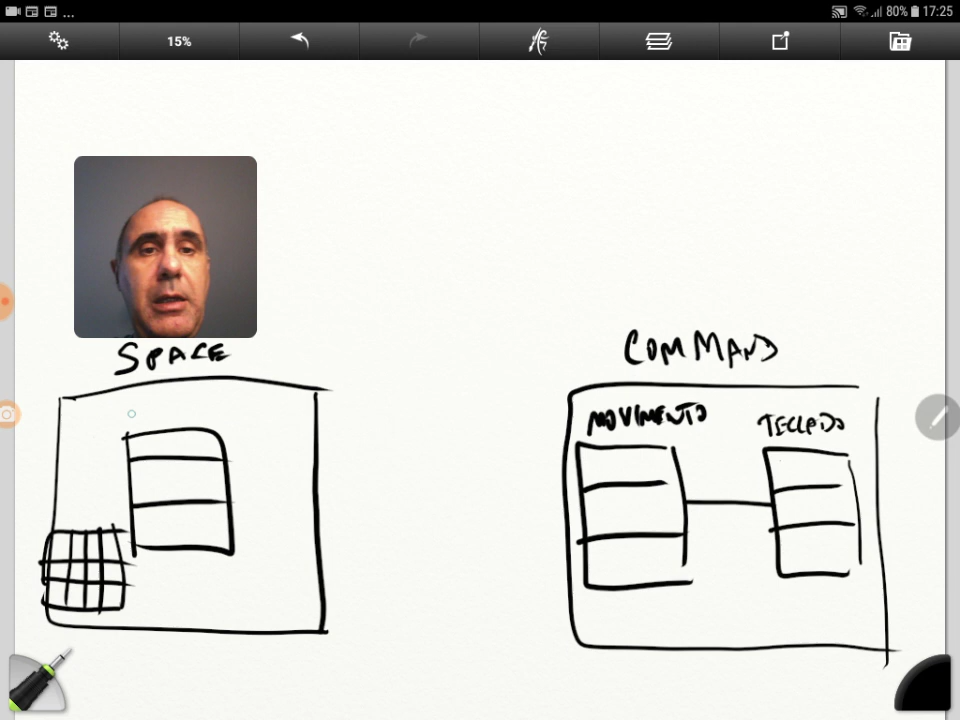 80% 17:25
15%
SPACE
COMMAND
MOVIMENTO
TECLADO